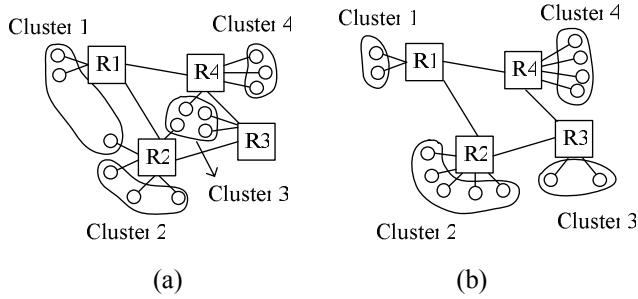 Cluster 1
Cluster 4
R1
R4
R3
R2
Cluster 3
Cluster 2
(a)
Cluster 1
Cluster 4
R1
R4
R3
R2
Cluster 3
Cluster 2
(b)